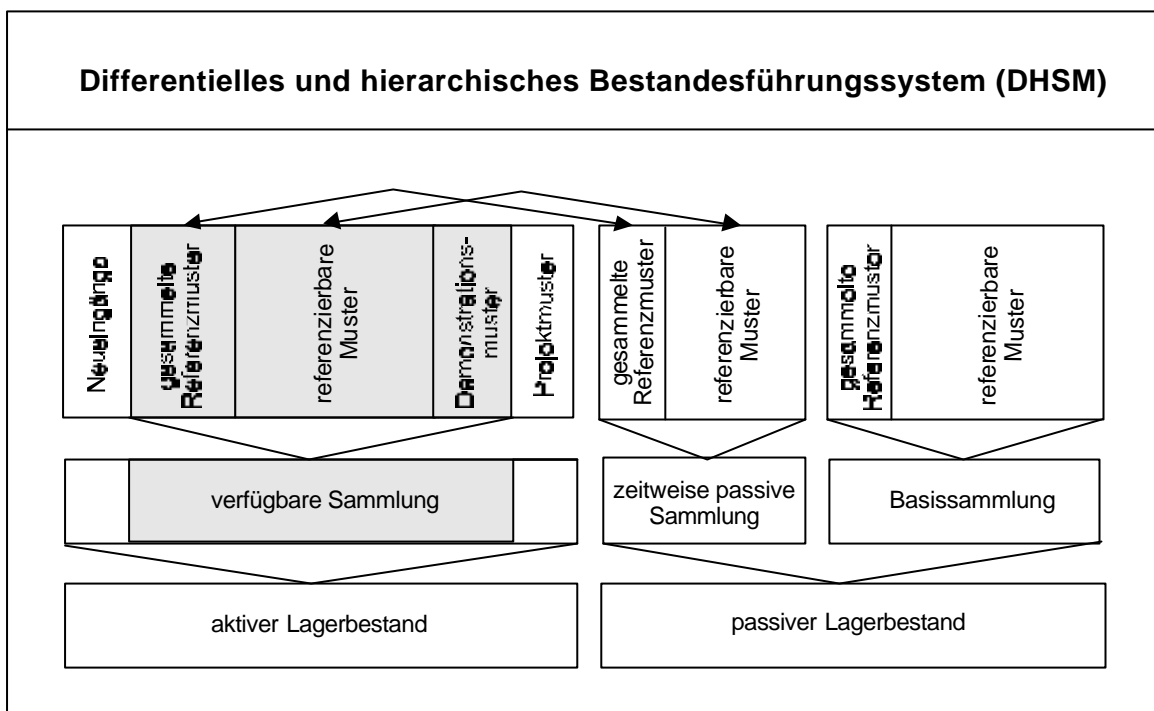 Differentielles und hierarchisches Bestandesführungssystem (DHSM)
Neueingänge
gesammelte
Referenzmuster
referenzierbare
Muster
Demonstrations-
muster
Projektmuster
gesammelte
Referenzmuster
referenzierbare
Muster
gesammelte
Referenzmuster
referenzierbare
Muster
verfügbare Sammlung
zeitweise passive
Sammlung
Basissammlung
aktiver Lagerbestand
passiver Lagerbestand